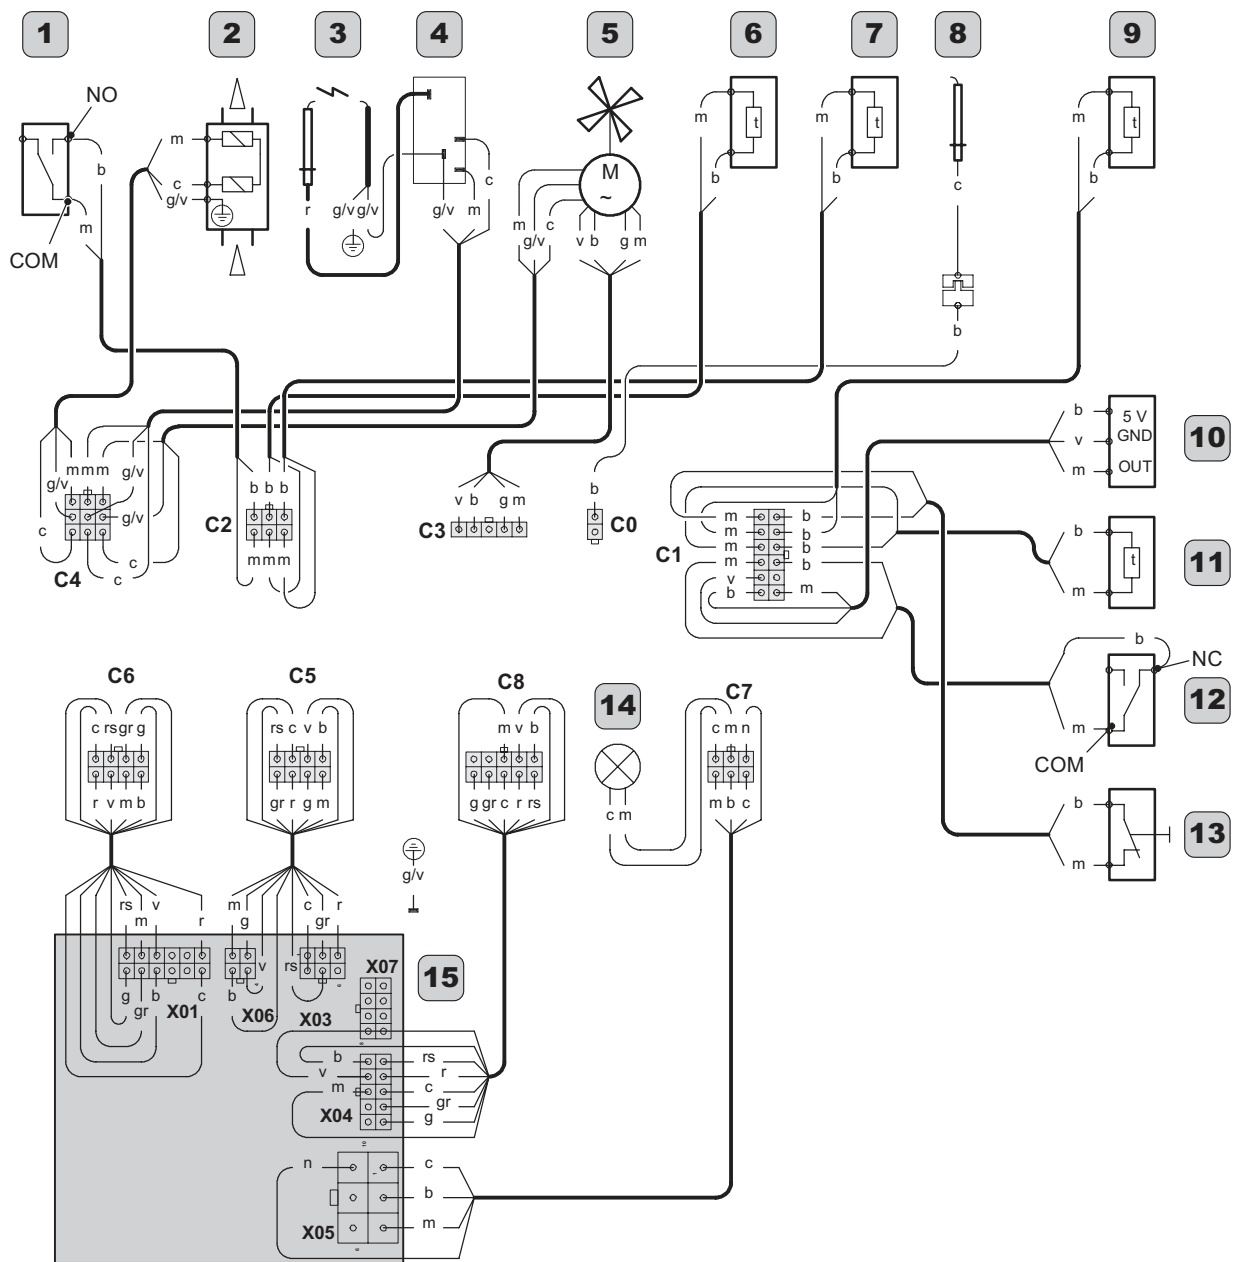 1 2 3 4 5 6 7 8 9
NO
m
b
c
g/v
m
COM
r
g/v g/v
g/v
m
c
M
~
m
g/v
c
v b
g m
m
t
b
m
t
b
c
b
m
t
b
b
v
m
5 V
GND
OUT
10
g/v
m m m
g/v
g/v
c
c
c
C4
b b b
C2
m m m
v b g m
C3
b
C0
C1
m b
m b
m b
m b
v
b m
b
t
m
11
b
NC
12
m
COM
b
m
13
C6
c rs gr g
r v m b
C5
rs c v b
gr r g m
C8
m v b
g gr c r rs
14
c m
C7
c m n
m b c
g/v
rs v
m r
m
g
c r
gr
g b c
gr
X01
b
v
X06
rs
X03
X07
15
b rs
v r
m c
gr
X04
g
n c
b
X05
m